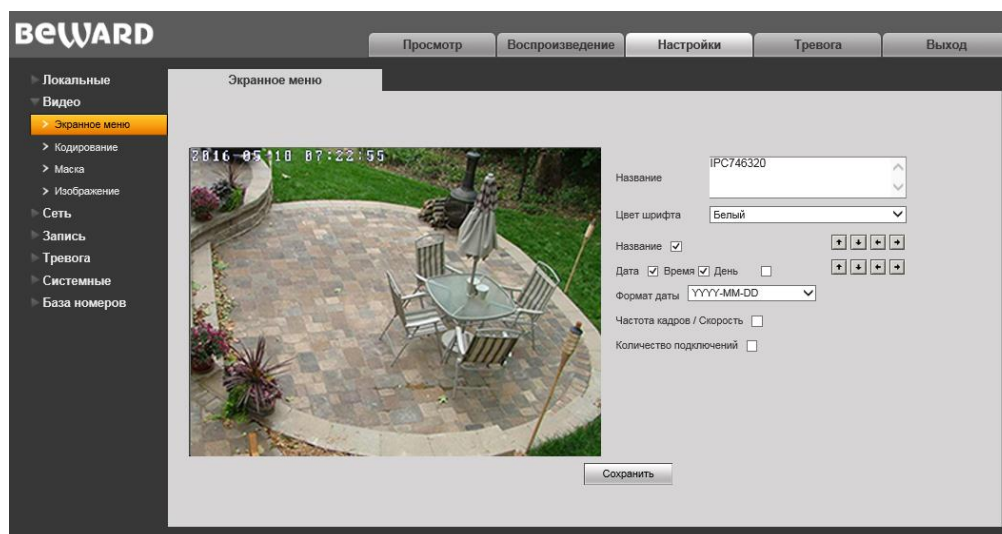 BEWARD
Просмотр
Воспроизведение
Настройки
Тревога
Выход
Локальные
Видео
Экранное меню
Кодирование
Маска
Изображение
Сеть
Запись
Тревога
Системные
База номеров
Экранное меню
2016-05-18 07:22:55
Название
IPC746320
Цвет шрифта
Белый
Название
Дата Время День
Формат даты YYYY-MM-DD
Частота кадров / Скорость
Количество подключений
Сохранить